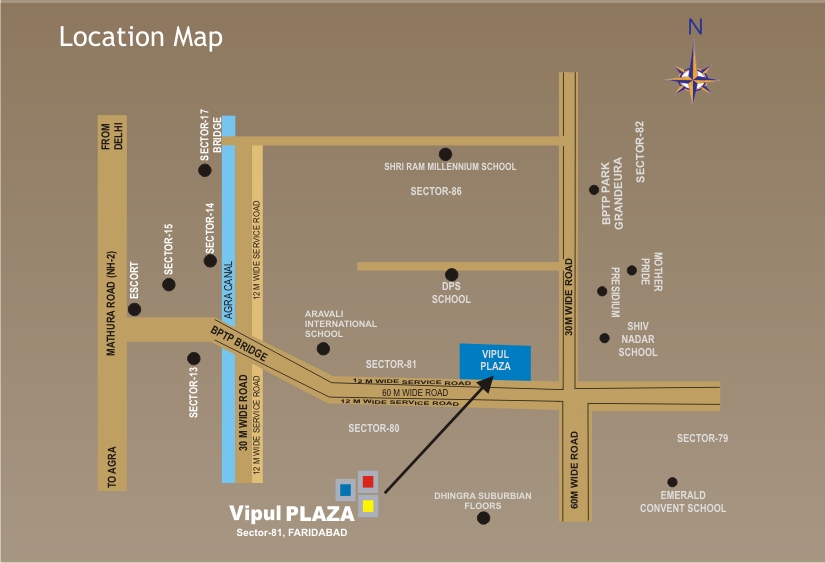 Location Map
N
FROM
DELHI
MATHURA ROAD (NH-2)
TO AGRA
SECTOR-17
BRIDGE
SECTOR-14
SECTOR-15
ESCORT
SECTOR-13
AGRA CANAL
12 M WIDE SERVICE ROAD
30 M WIDE ROAD
12 M WIDE SERVICE ROAD
BPTP BRIDGE
SHRI RAM MILLENNIUM SCHOOL
SECTOR-86
DPS
SCHOOL
ARAVALI
INTERNATIONAL
SCHOOL
SECTOR-81
VIPUL
PLAZA
12 M WIDE SERVICE ROAD
60 M WIDE ROAD
12 M WIDE SERVICE ROAD
SECTOR-80
30M WIDE ROAD
60M WIDE ROAD
SECTOR-82
BPTP PARK
GRANDEURA
MOTHER
PRIDE
PRESIDIUM
SHIV
NADAR
SCHOOL
SECTOR-79
EMERALD
CONVENT SCHOOL
DHINGRA SUBURBIAN
FLOORS
Vipul PLAZA
Sector-81, FARIDABAD